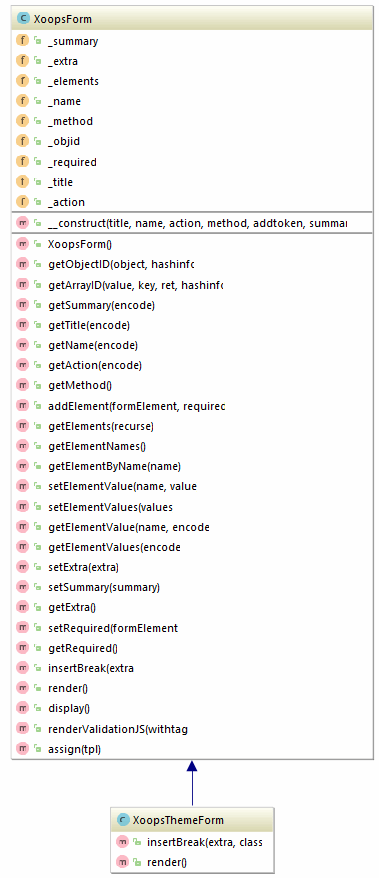 XoopsForm
_summary
_extra
_elements
_name
_method
_objid
_required
_title
_action
__construct(title, name, action, method, addtoken, summar
XoopsForm()
getObjectID(object, hashinfo
getArrayID(value, key, ret, hashinfo
getSummary(encode)
getTitle(encode)
getName(encode)
getAction(encode)
getMethod()
addElement(formElement, required
getElements(recurse)
getElementNames()
getElementByName(name)
setElementValue(name, value
setElementValues(values
getElementValue(name, encode
getElementValues(encode
setExtra(extra)
setSummary(summary)
getExtra()
setRequired(formElement
getRequired()
insertBreak(extra
render()
display()
renderValidationJS(withtag
assign(tpl)
XoopsThemeForm
insertBreak(extra, class
render()